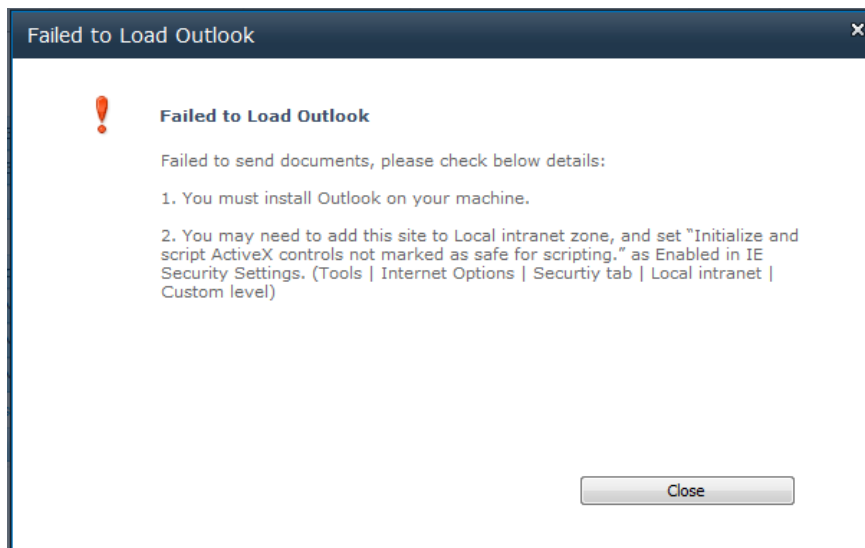 Failed to Load Outlook
Failed to Load Outlook
Failed to send documents, please check below details:
1. You must install Outlook on your machine.
2. You may need to add this site to Local intranet zone, and set “Initialize and
script ActiveX controls not marked as safe for scripting.” as Enabled in IE
Security Settings. (Tools | Internet Options | Securtiy tab | Local intranet |
Custom level)
Close